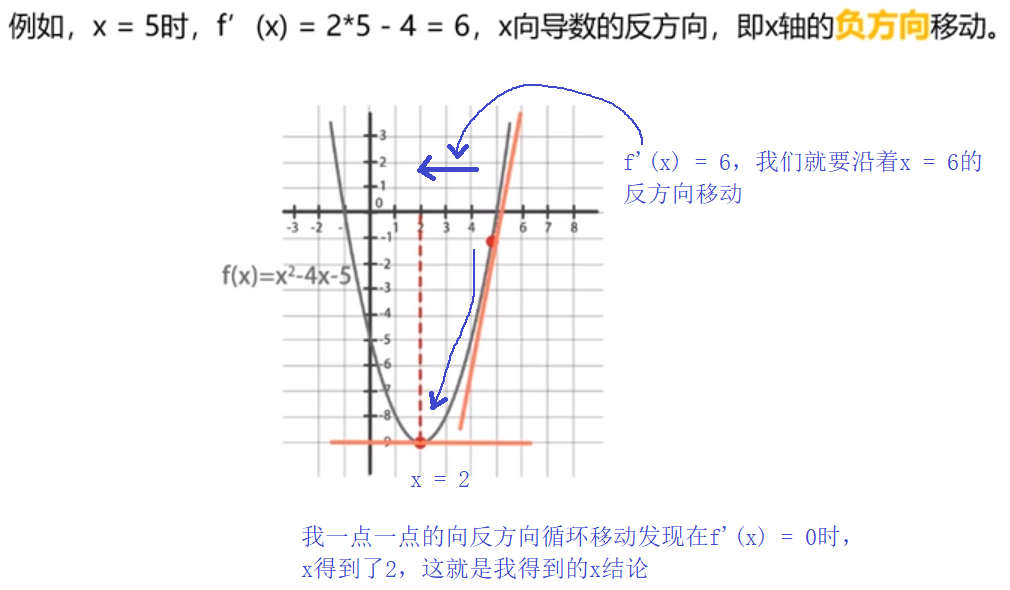 例如，x = 5时，f'(x) = 2*5 - 4 = 6，x向导数的反方向，即x轴的负方向移动。
f'(x) = 6，我们就要沿着x = 6的
反方向移动
3
2
1
0
-3 -2 - 1 2 3 4 6 7 8
-1
-2
f(x)=x²-4x-5
-3
-4
-5
-6
-7
-8
9
x = 2
我一点一点的向反方向循环移动发现在f'(x) = 0时，
x得到了2，这就是我得到的x结论